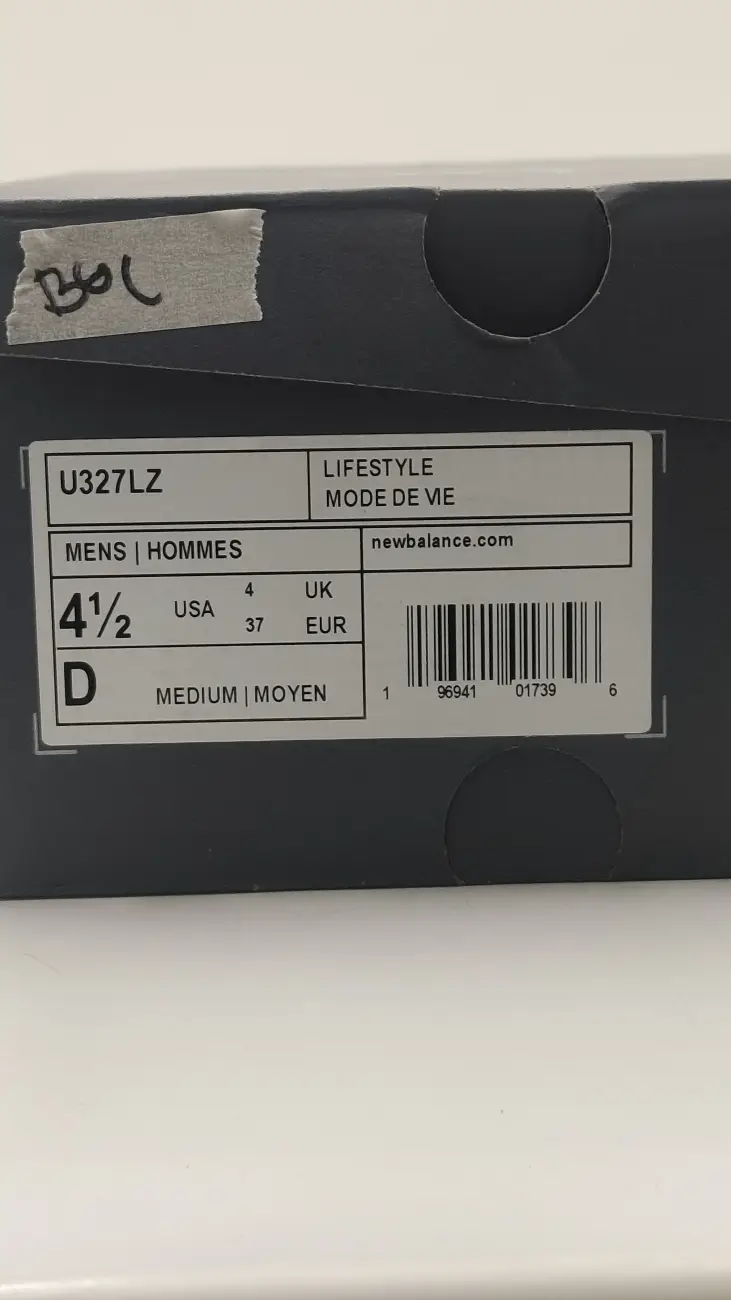 U327LZ
LIFESTYLE
MODE DE VIE
MENS | HOMMES
newbalance.com
4½ USA 4 UK
37 EUR
D MEDIUM | MOYEN
1 96941 01739 6